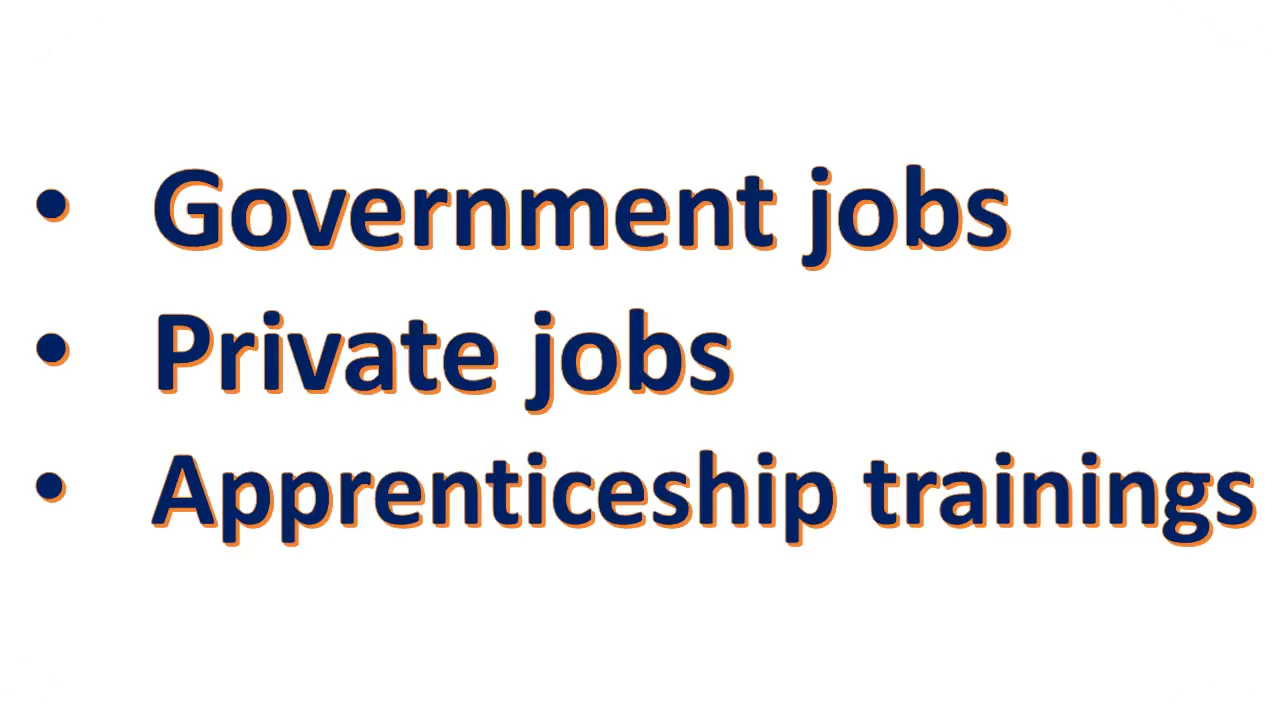 • Government jobs
• Private jobs
• Apprenticeship trainings